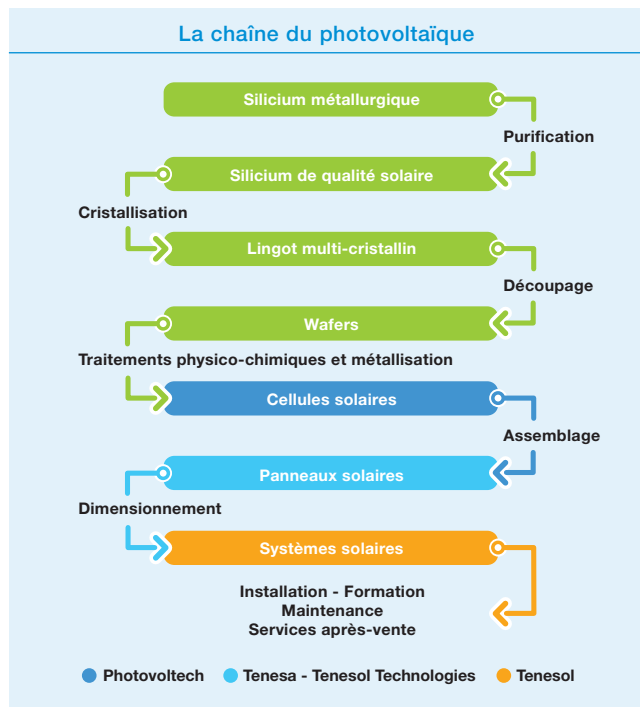 La chaîne du photovoltaïque
Silicium métallurgique
Purification
Silicium de qualité solaire
Cristallisation
Lingot multi-cristallin
Découpage
Wafers
Traitements physico-chimiques et métallisation
Cellules solaires
Assemblage
Panneaux solaires
Dimensionnement
Systèmes solaires
Installation - Formation
Maintenance
Services après-vente
Photovoltech Tenesa - Tenesol Technologies Tenesol